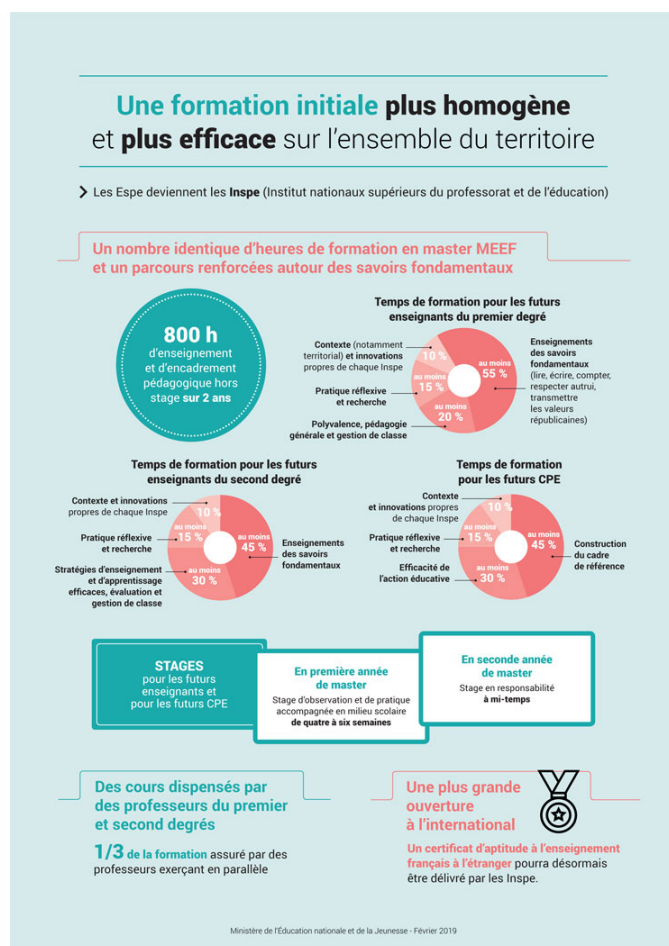 Une formation initiale plus homogène
et plus efficace sur l'ensemble du territoire
Les Espe deviennent les Inspe (Institut nationaux supérieurs du professorat et de l'éducation)
Un nombre identique d'heures de formation en master MEEF
et un parcours renforcées autour des savoirs fondamentaux
800 h
d'enseignement
et d'encadrement
pédagogique hors
stage sur 2 ans
Temps de formation pour les futurs
enseignants du premier degré
Contexte (notamment
territorial) et innovations
propres de chaque Inspe
10 %
Pratique réflexive
et recherche
au moins
15 %
Polyvalence, pédagogie
générale et gestion de classe
au moins
20 %
au moins
55 %
Enseignements
des savoirs
fondamentaux
(lire, écrire, compter,
respecter autrui,
transmettre
les valeurs
républicaines)
Temps de formation pour les futurs
enseignants du second degré
Contexte et innovations
propres de chaque Inspe
10 %
Pratique réflexive
et recherche
au moins
15 %
Stratégies d'enseignement
et d'apprentissage
efficaces, évaluation et
gestion de classe
au moins
30 %
au moins
45 %
Enseignements
des savoirs
fondamentaux
Temps de formation
pour les futurs CPE
Contexte
et innovations propres
de chaque Inspe
10 %
Pratique réflexive
et recherche
au moins
15 %
Efficacité de
l'action éducative
au moins
30 %
au moins
45 %
Construction
du cadre
de référence
STAGES
pour les futurs
enseignants et
pour les futurs CPE
En première année
de master
Stage d'observation et de pratique
accompagnée en milieu scolaire
de quatre à six semaines
En seconde année
de master
Stage en responsabilité
à mi-temps
Des cours dispensés par
des professeurs du premier
et second degrés
1/3 de la formation assuré par des
professeurs exerçant en parallèle
Une plus grande
ouverture
à l'international
Un certificat d'aptitude à l'enseignement
français à l'étranger pourra désormais
être délivré par les Inspe.
Ministère de l'Éducation nationale et de la Jeunesse - Février 2019